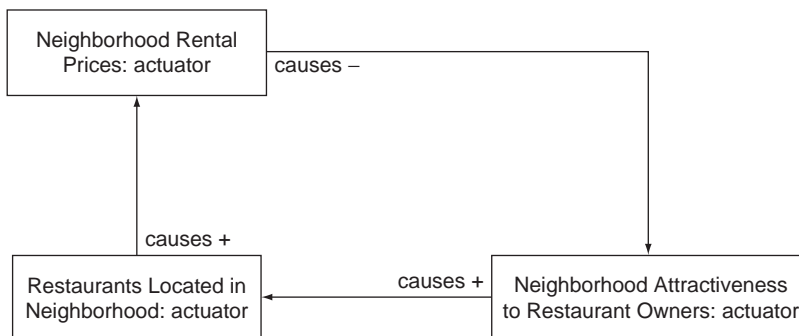 Neighborhood Rental
Prices: actuator
causes –
causes +
Restaurants Located in
Neighborhood: actuator
causes +
Neighborhood Attractiveness
to Restaurant Owners: actuator